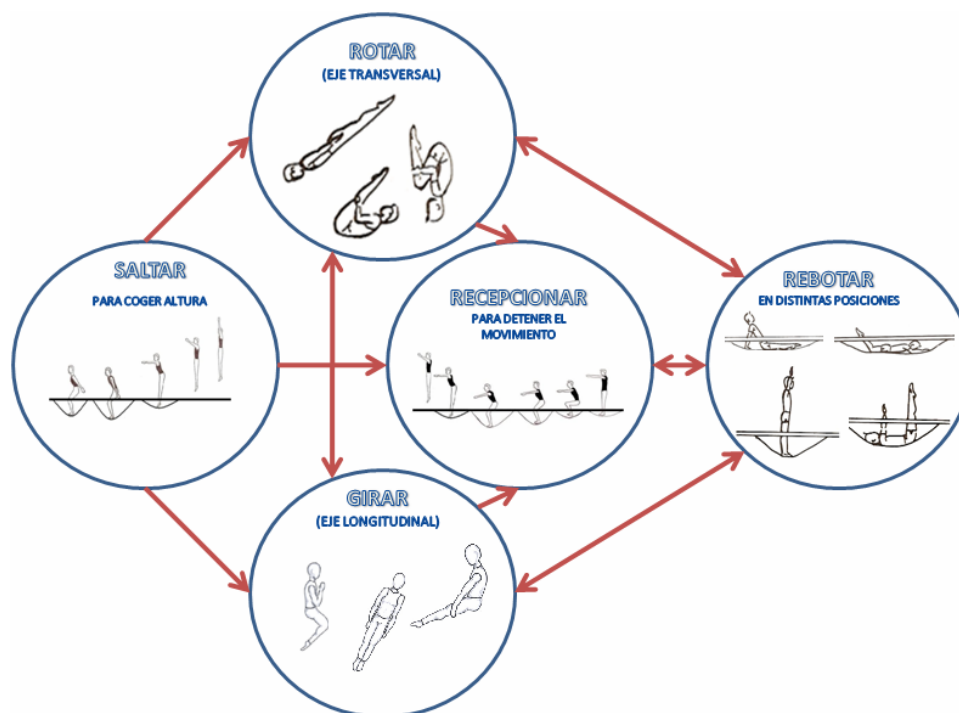 ROTAR
(EJE TRANSVERSAL)
SALTAR
PARA COGER ALTURA
RECEPCIONAR
PARA DETENER EL
MOVIMIENTO
REBOTAR
EN DISTINTAS POSICIONES
GIRAR
(EJE LONGITUDINAL)